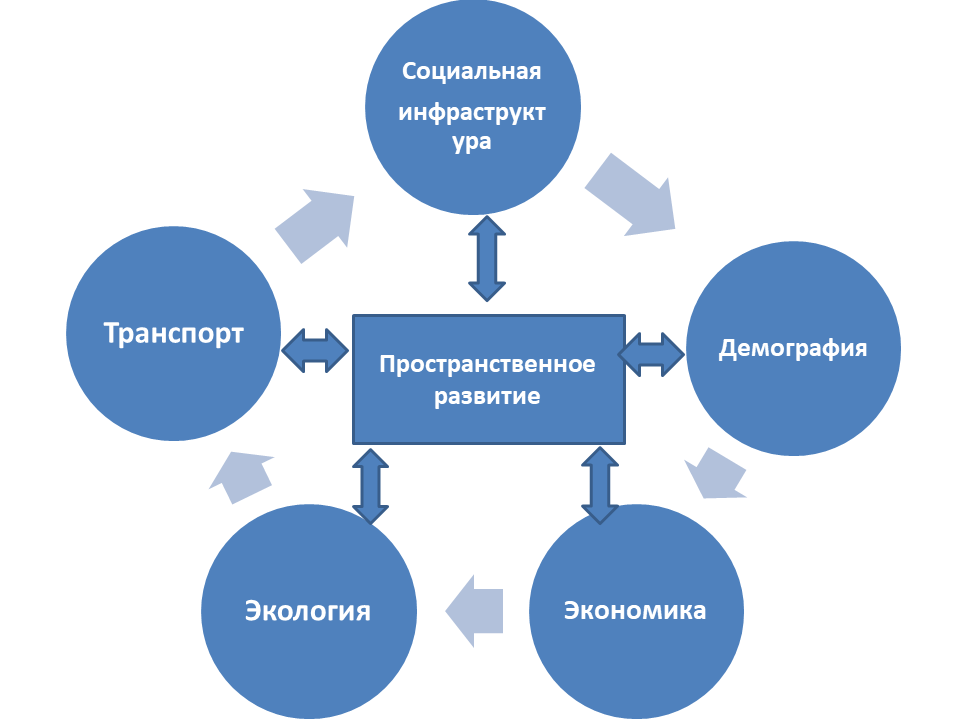 Социальная
инфраструкт
ура
Транспорт
Демография
Пространственное
развитие
Экология
Экономика